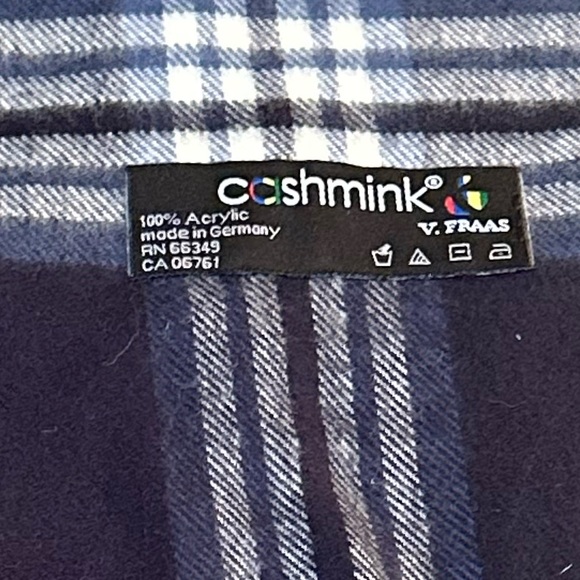 cashmink®
100% Acrylic
made in Germany
RN 66349
CA 06761
V. FRAAS